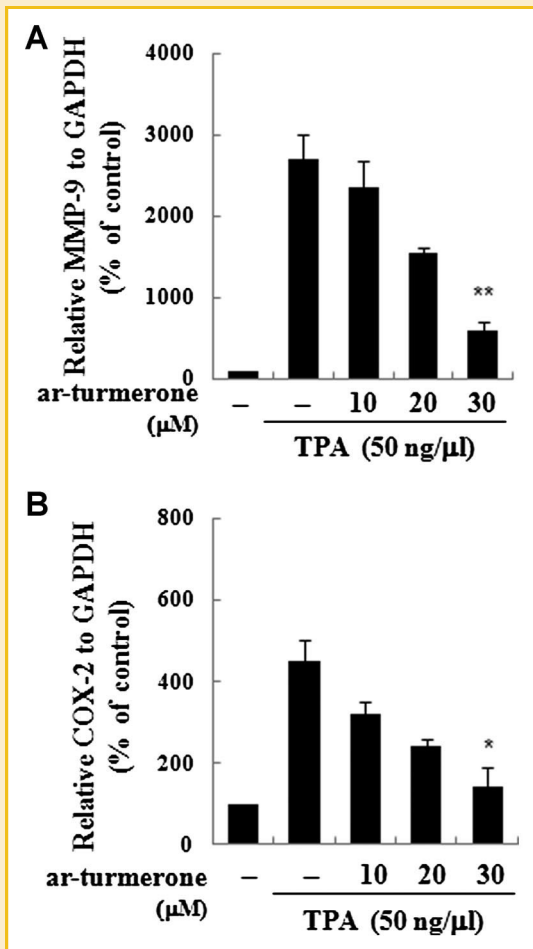 A
Relative MMP-9 to GAPDH
(% of control)
4000
3000
2000
1000
0
**
ar-turmerone – – 10 20 30
(μM)
TPA (50 ng/μl)
B
Relative COX-2 to GAPDH
(% of control)
800
600
400
200
0
*
ar-turmerone – – 10 20 30
(μM)
TPA (50 ng/μl)